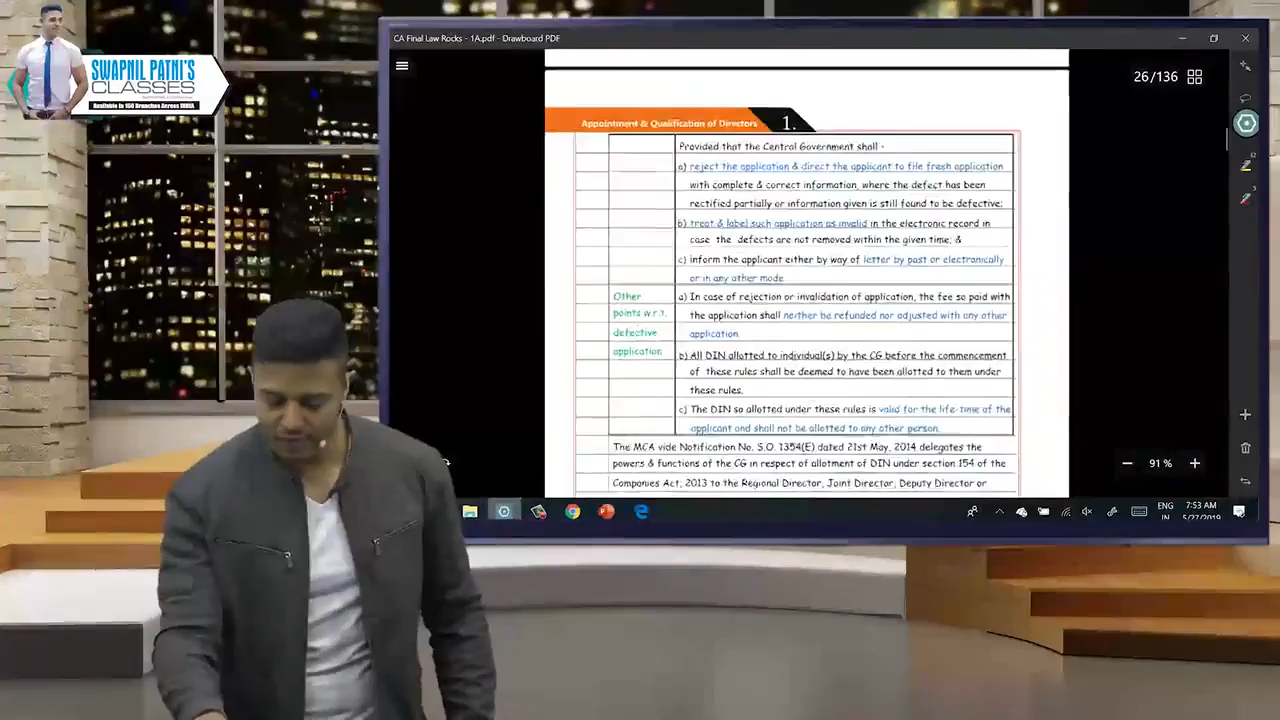 SWAPNIL PATNI'S
CLASSES
Available In 150 Branches Across INDIA
CA Final Law Rocks - 1A.pdf - Drawboard PDF
26/136
Appointment & Qualification of Directors
1.
Provided that the Central Government shall -
a) reject the application & direct the applicant to file fresh application
with complete & correct information, where the defect has been
rectified partially or information given is still found to be defective;
b) treat & label such application as invalid in the electronic record in
case the defects are not removed within the given time; &
c) inform the applicant either by way of letter by post or electronically
or in any other mode.
Other
points w.r.t.
defective
application
a) In case of rejection or invalidation of application, the fee so paid with
the application shall neither be refunded nor adjusted with any other
application.
b) All DIN allotted to individual(s) by the CG before the commencement
of these rules shall be deemed to have been allotted to them under
these rules.
c) The DIN so allotted under these rules is valid for the life-time of the
applicant and shall not be allotted to any other person.
The MCA vide Notification No. S.O. 1354(E) dated 21st May, 2014 delegates the
powers & functions of the CG in respect of allotment of DIN under section 154 of the
Companies Act, 2013 to the Regional Director, Joint Director, Deputy Director or
91 %
ENG
IN
7:53 AM
5/27/2019